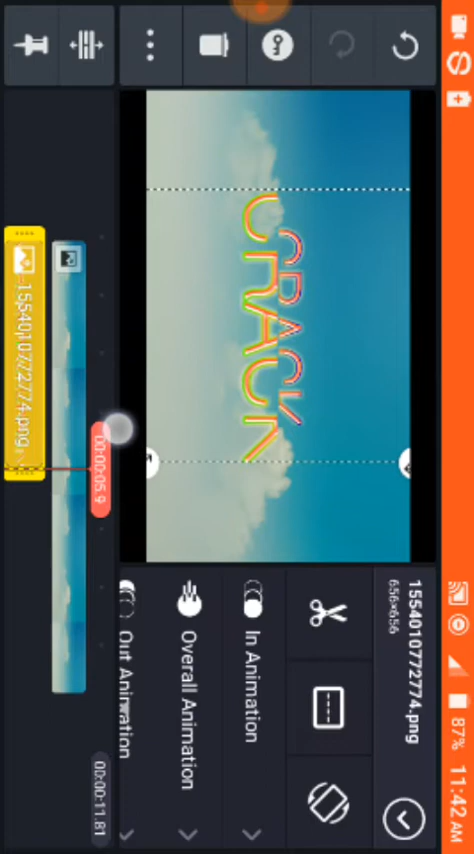 87% 11:42 AM
1554010772774.png
656×656
In Animation
Overall Animation
Out Animation
CRACK
CRACK
00:00:05.9
00:00:11.81
1554010772774.png